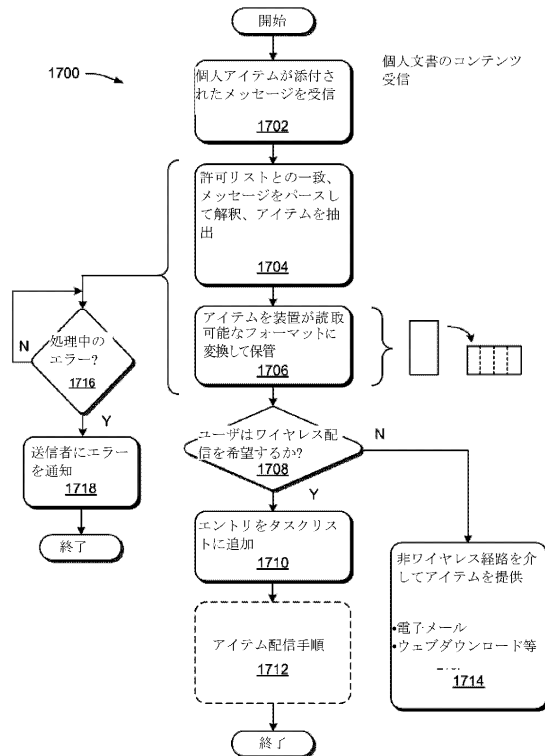 開始
1700
個人文書のコンテンツ
受信
個人アイテムが添付さ
れたメッセージを受信
1702
許可リストとの一致、
メッセージをパースし
て解釈、アイテムを抽
出
1704
アイテムを装置が読取
可能なフォーマットに
変換して保管
1706
処理中の
エラー?
1716
N
Y
送信者にエラー
を通知
1718
終了
ユーザはワイヤレス配
信を希望するか?
1708
N
Y
エントリをタスクリス
トに追加
1710
アイテム配信手順
1712
終了
非ワイヤレス経路を介
してアイテムを提供
•電子メール
•ウェブダウンロード等
1714